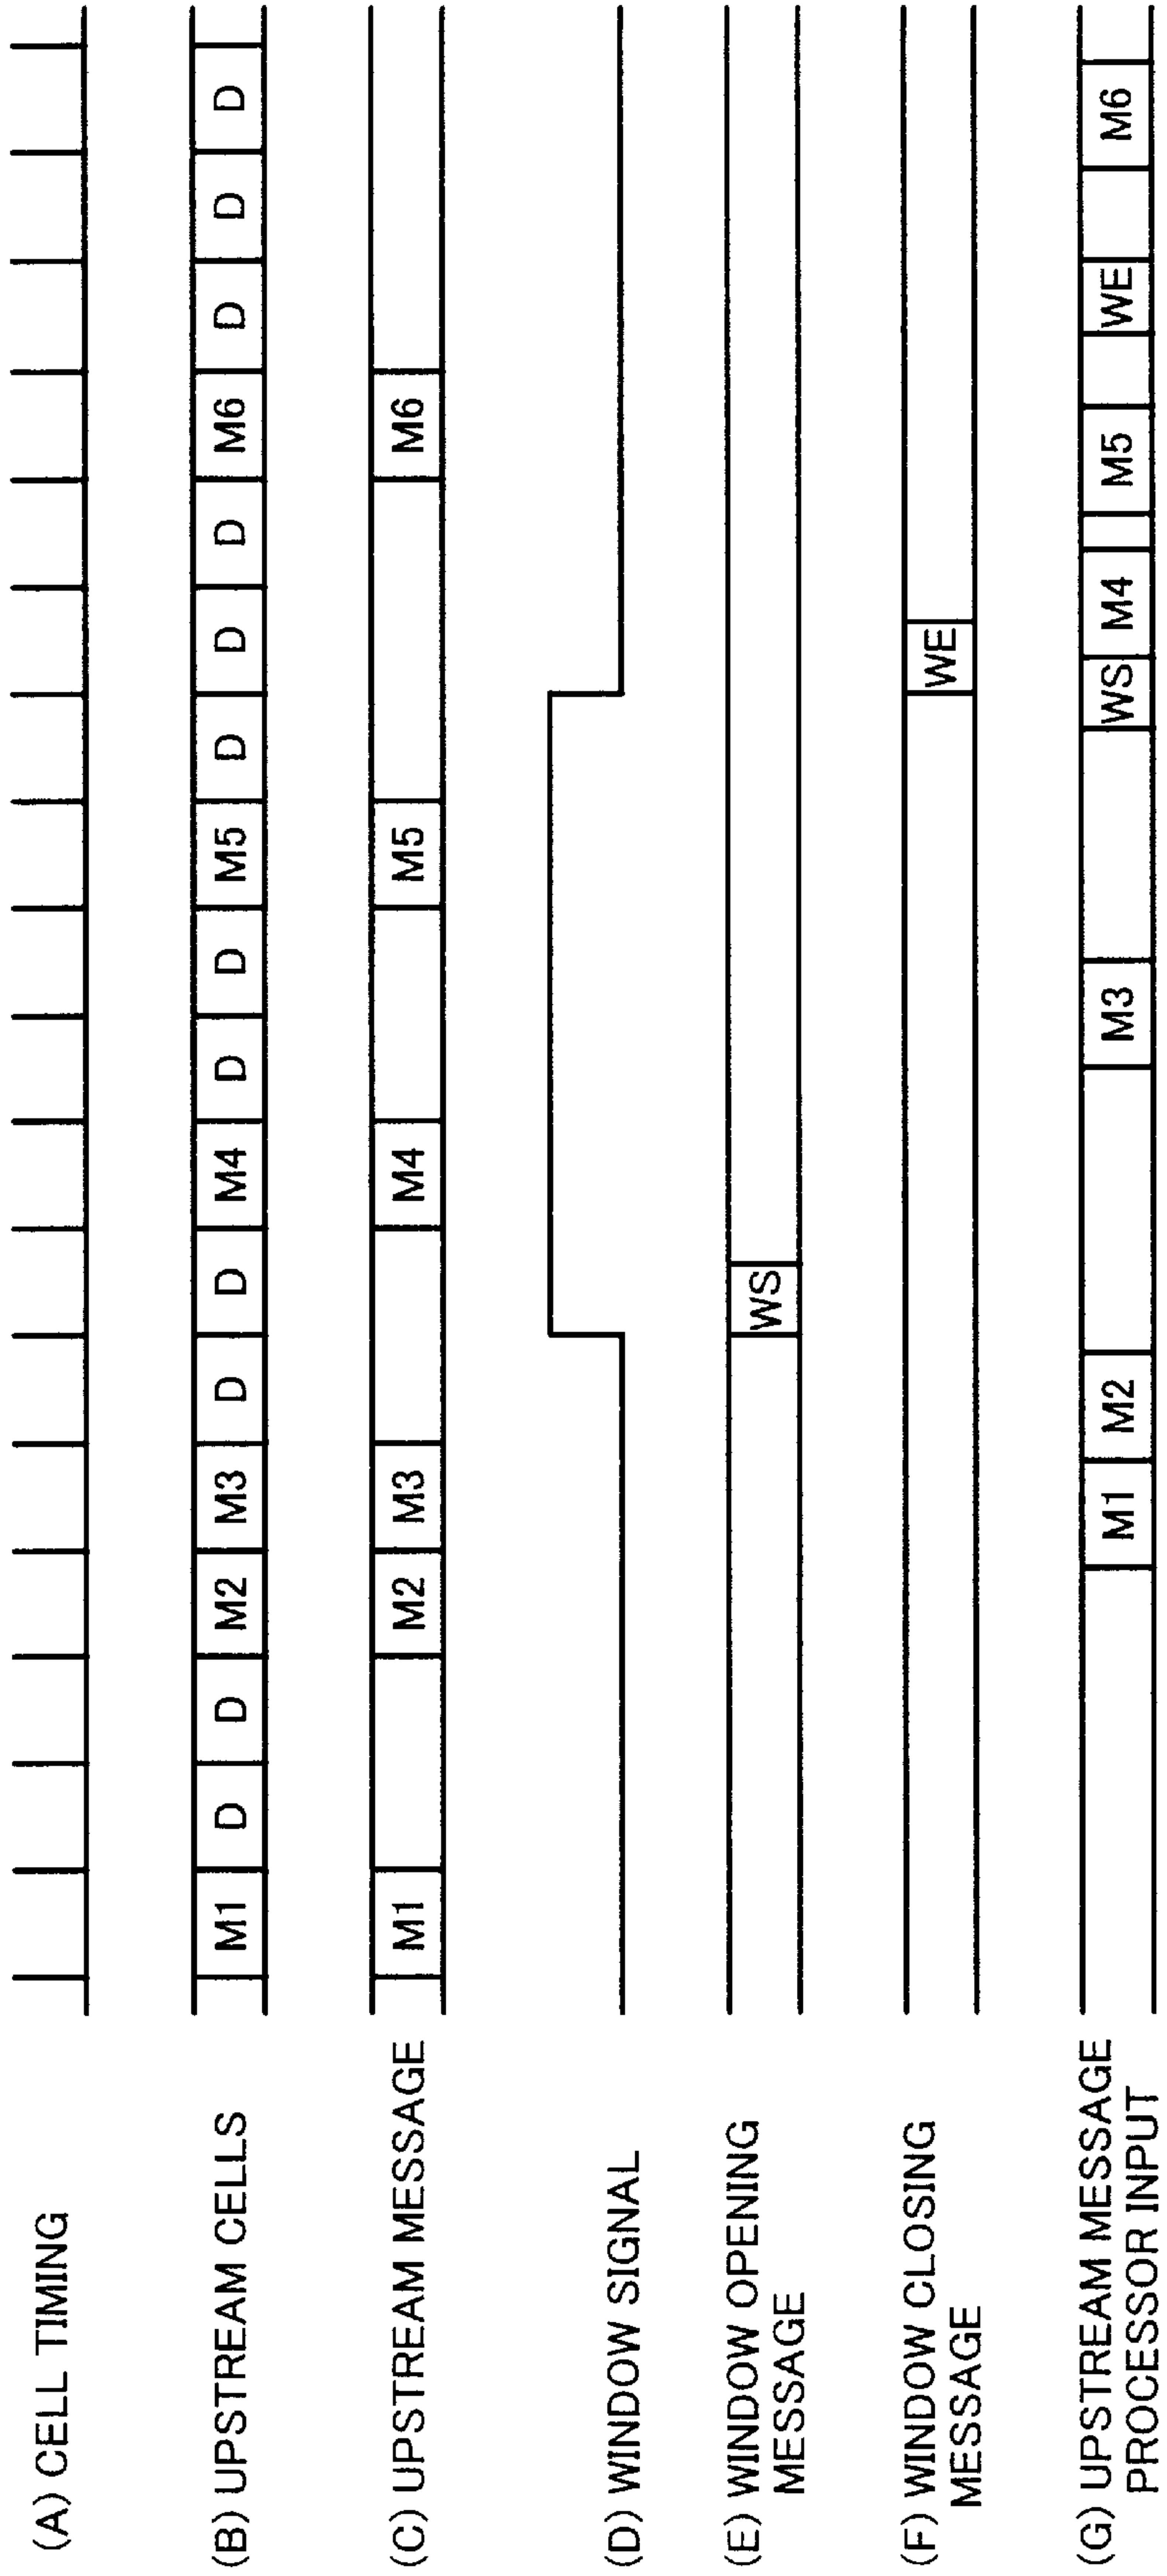 (A) CELL TIMING
(B) UPSTREAM CELLS
M1 D D M2 M3 D D M4 D D M5 D D D M6 D D D
(C) UPSTREAM MESSAGE
M1 M2 M3 M4 M5 M6
(D) WINDOW SIGNAL
(E) WINDOW OPENING
MESSAGE
WS
(F) WINDOW CLOSING
MESSAGE
WE
(G) UPSTREAM MESSAGE
PROCESSOR INPUT
M1 M2 M3 WS M4 M5 WE M6